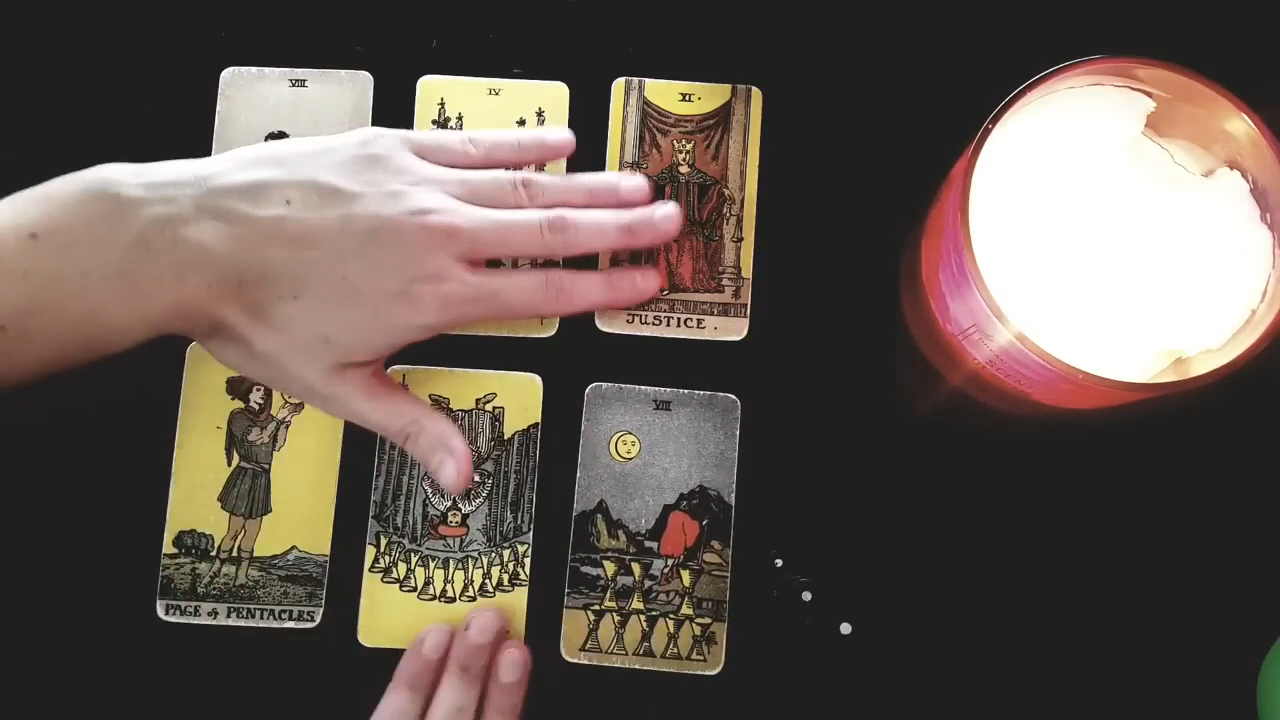 VIII
IV
XI.
JUSTICE.
VIII
PAGE of PENTACLES